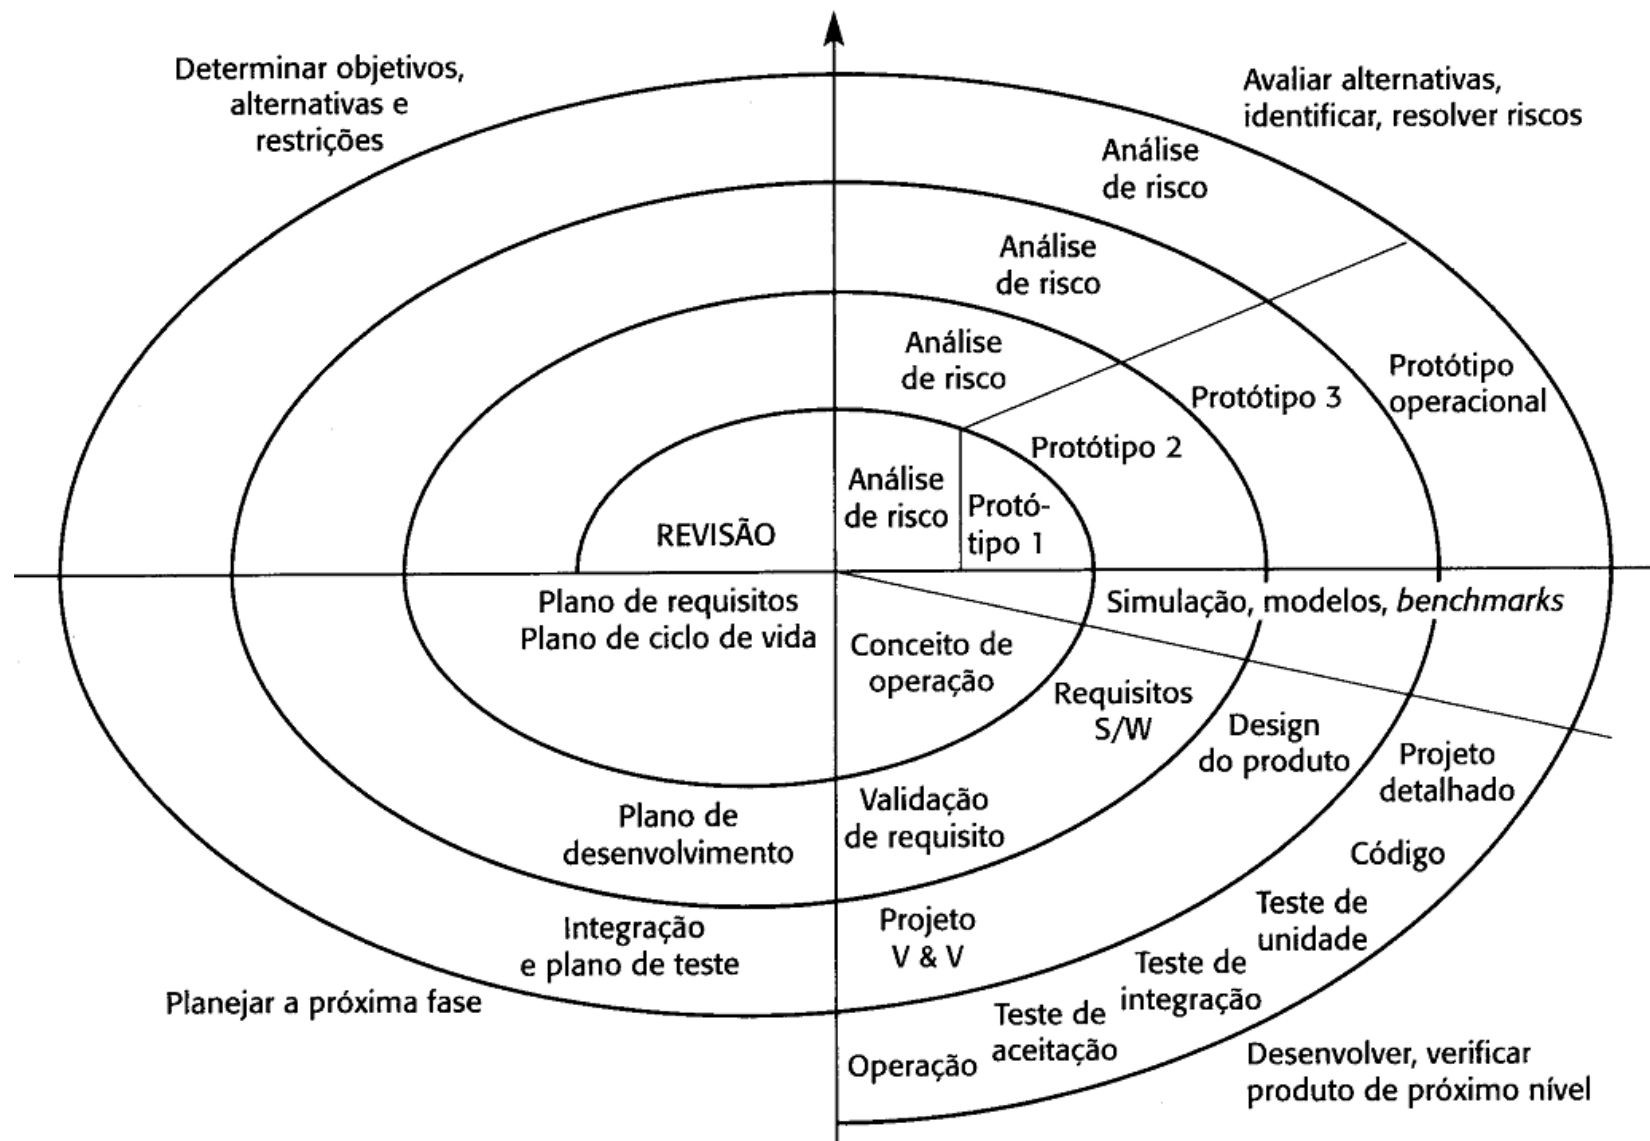 Determinar objetivos,
alternativas e
restrições
Avaliar alternativas,
identificar, resolver riscos
Análise
de risco
Análise
de risco
Análise
de risco
Protótipo
operacional
Protótipo 3
Protótipo 2
Análise
de risco
Protó-
tipo 1
REVISÃO
Plano de requisitos
Plano de ciclo de vida
Simulação, modelos, benchmarks
Conceito de
operação
Requisitos
S/W
Design
do produto
Projeto
detalhado
Plano de
desenvolvimento
Validação
de requisito
Código
Integração
e plano de teste
Projeto
V & V
Teste de
unidade
Teste de
integração
Teste de
aceitação
Operação
Planejar a próxima fase
Desenvolver, verificar
produto de próximo nível